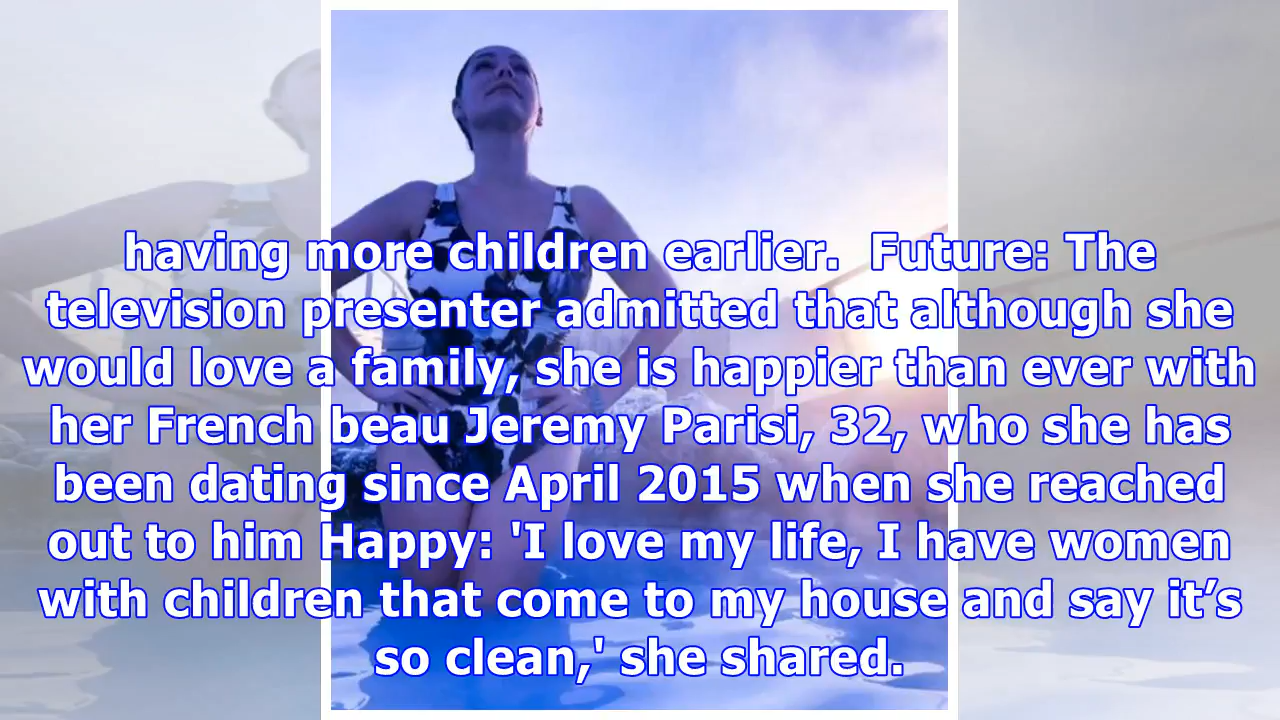 having more children earlier.  Future: The
television presenter admitted that although she
would love a family, she is happier than ever with
her French beau Jeremy Parisi, 32, who she has
been dating since April 2015 when she reached
out to him Happy: 'I love my life, I have women
with children that come to my house and say it’s
so clean,' she shared.